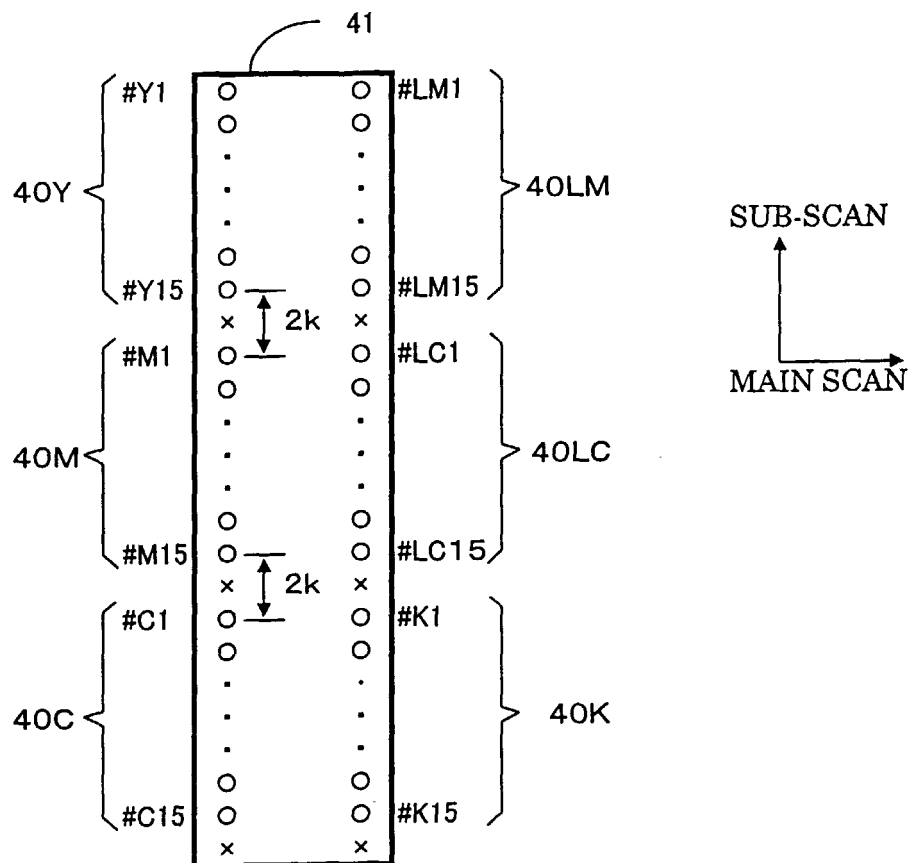 41
#Y1 #LM1
40Y 40LM
SUB-SCAN
#Y15 2k #LM15
× ×
#M1 #LC1
MAIN SCAN
40M 40LC
#M15 #LC15
× 2k ×
#C1 #K1
40C 40K
#C15 #K15
× ×